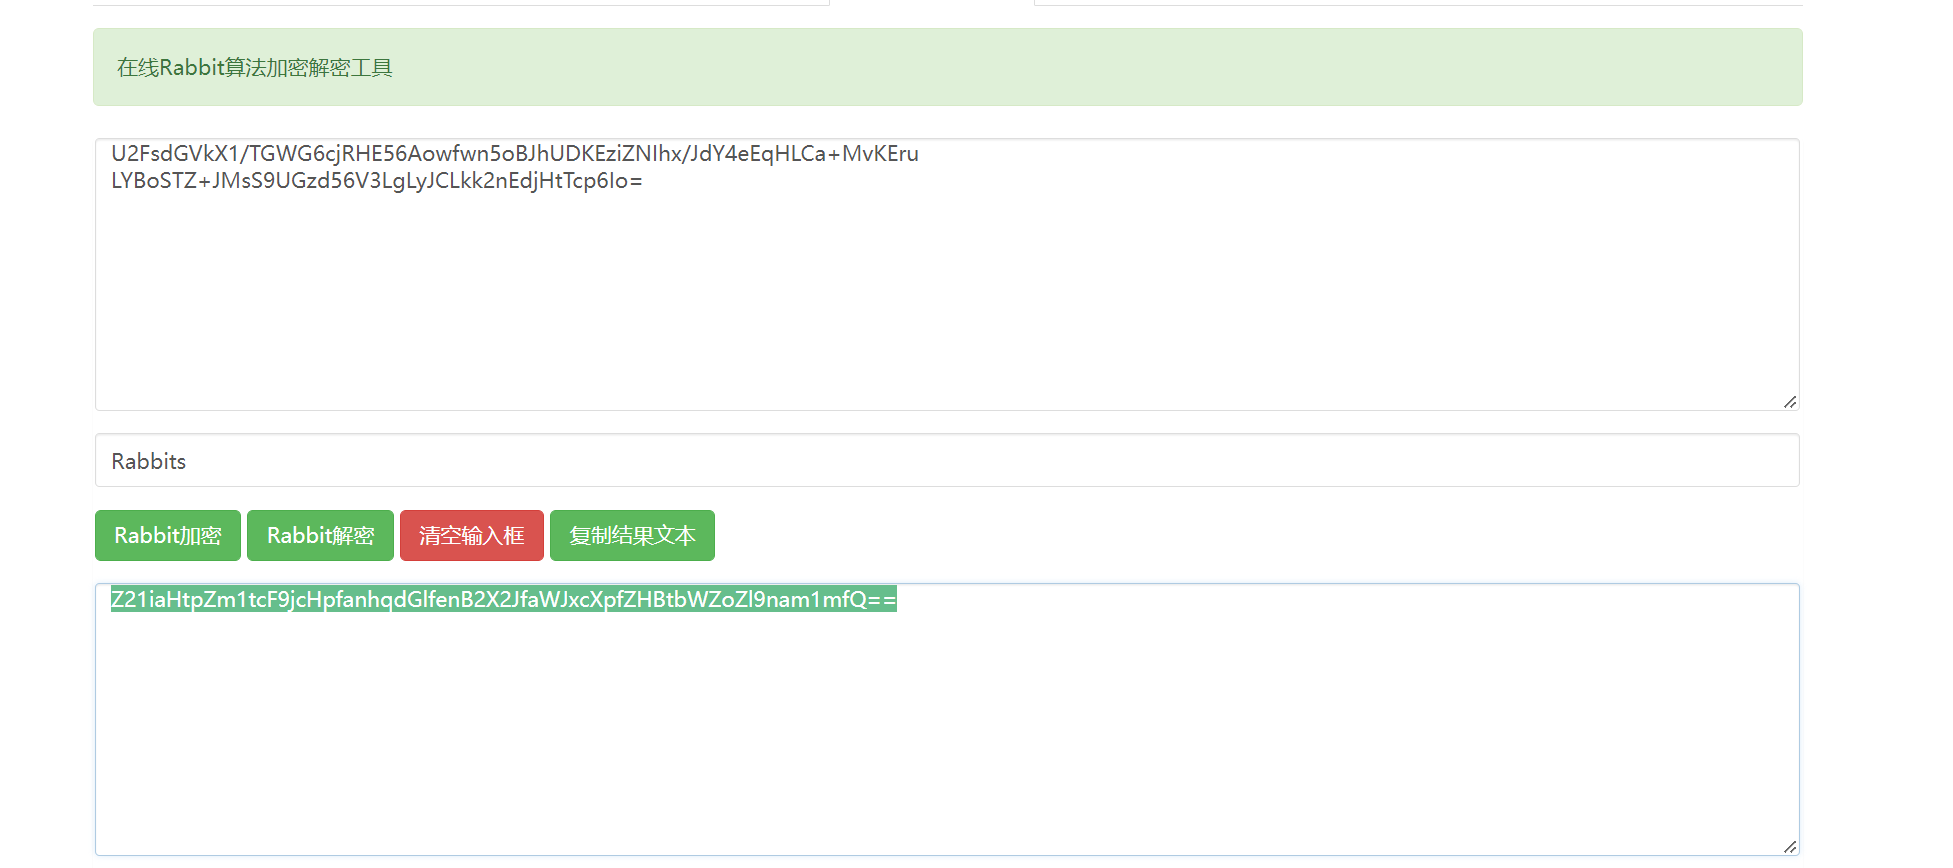 在线Rabbit算法加密解密工具
U2FsdGVkX1/TGWG6cjRHE56Aowfwn5oBJhUDKEziZNIhx/JdY4eEqHLCa+MvKEru
LYBoSTZ+JMsS9UGzd56V3LgLyJCLkk2nEdjHtTcp6Io=
Rabbits
Rabbit加密 Rabbit解密 清空输入框 复制结果文本
Z21iaHtpZm1tcF9jcHpfanhqdGlfenB2X2JfaWJxcXpfZHBtbWZoZl9nam1mfQ==